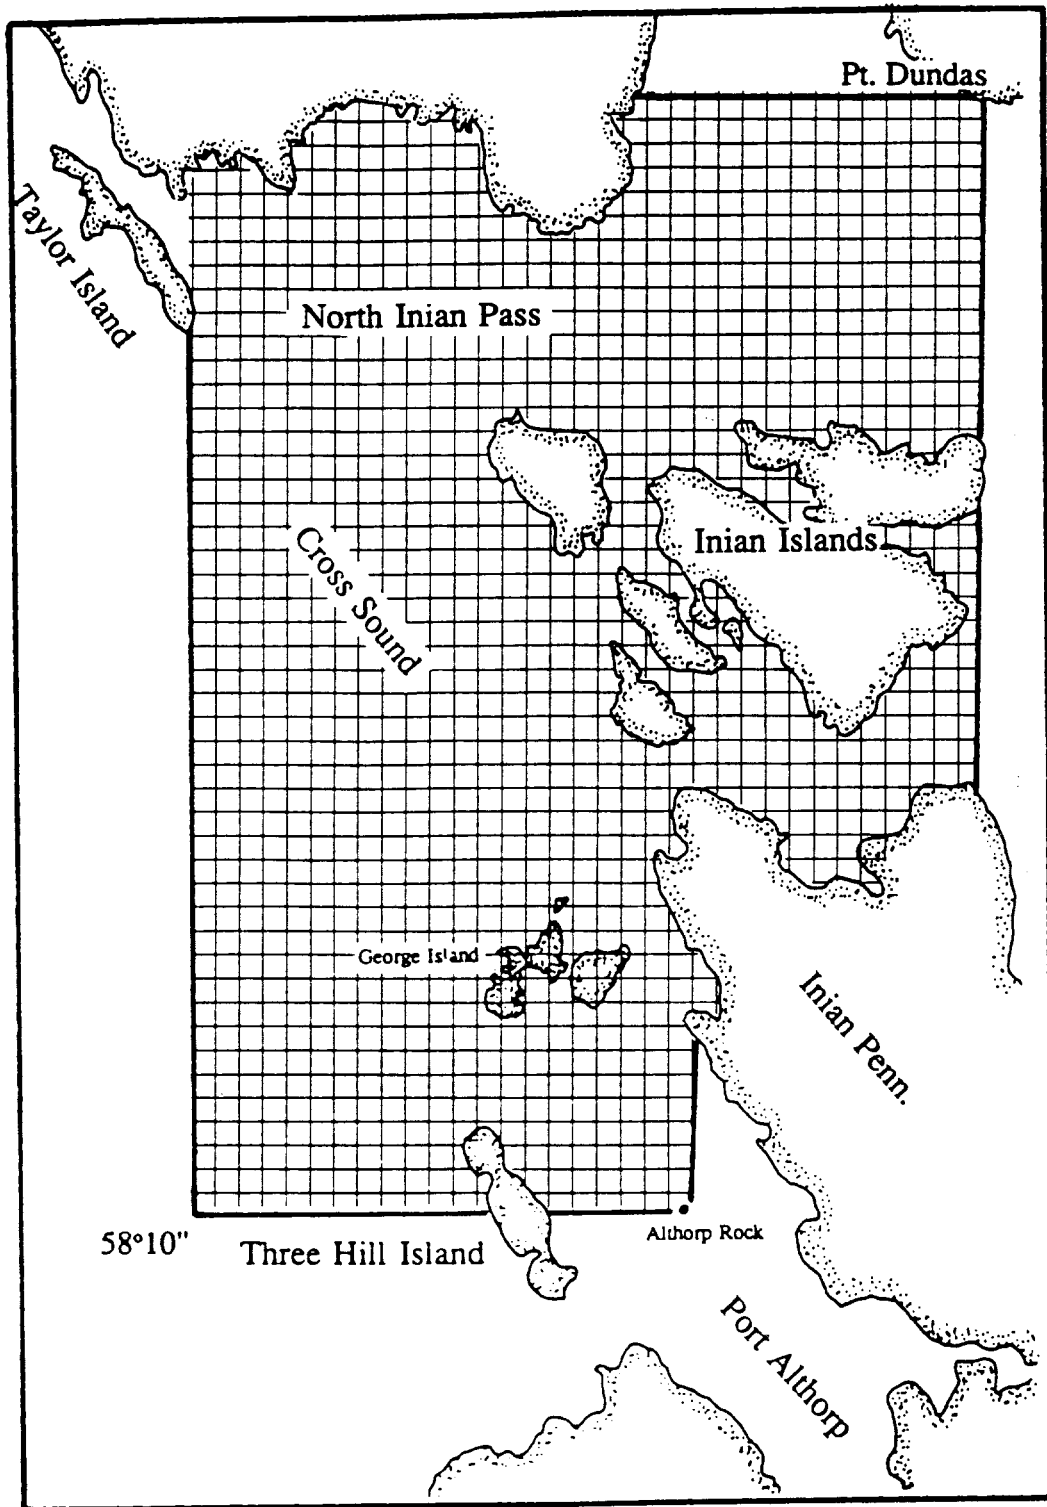 Pt. Dundas
Taylor Island
North Inian Pass
Cross Sound
Inian Islands
George Island
Inian Penn.
58°10"
Three Hill Island
Althorp Rock
Port Althorp